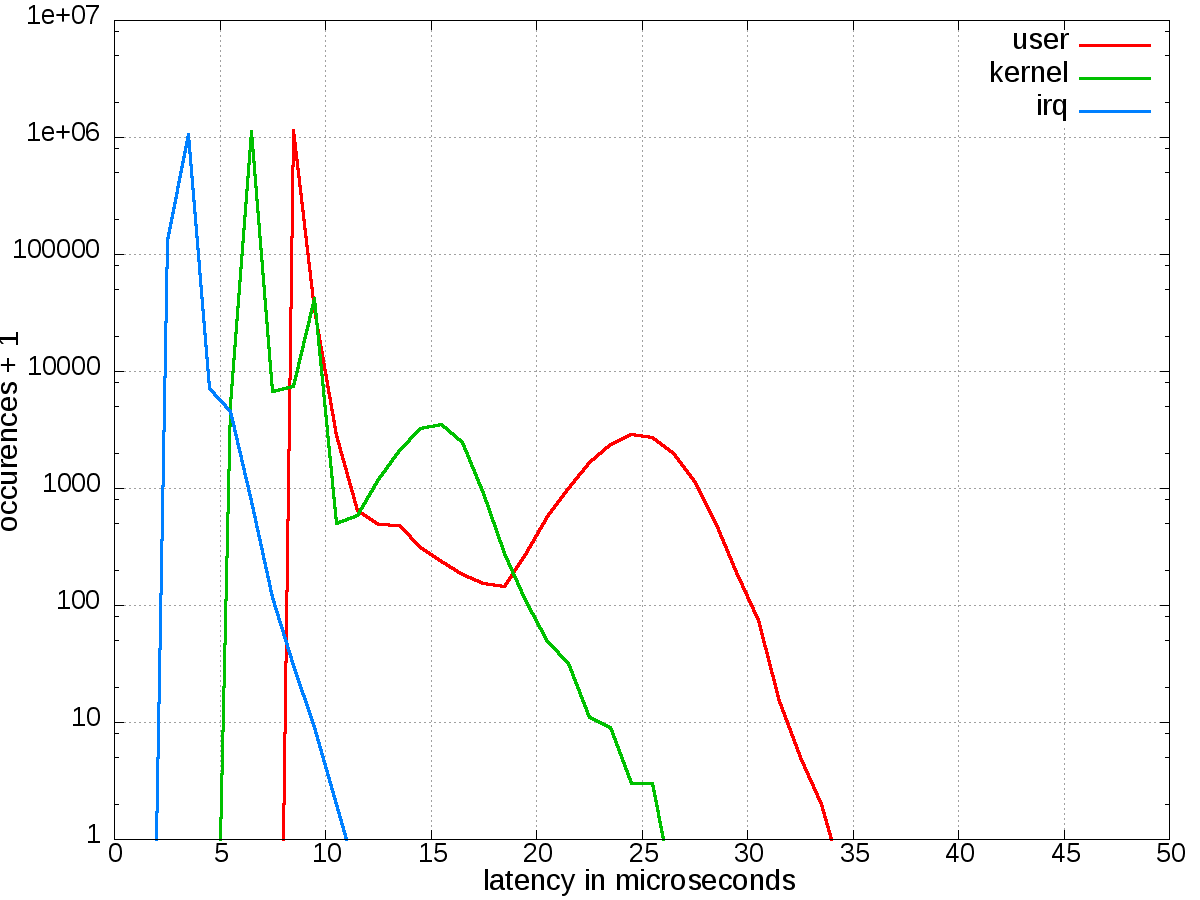 1e+07
1e+06
100000
10000
1000
100
10
1
occurences + 1
user
kernel
irq
0 5 10 15 20 25 30 35 40 45 50
latency in microseconds